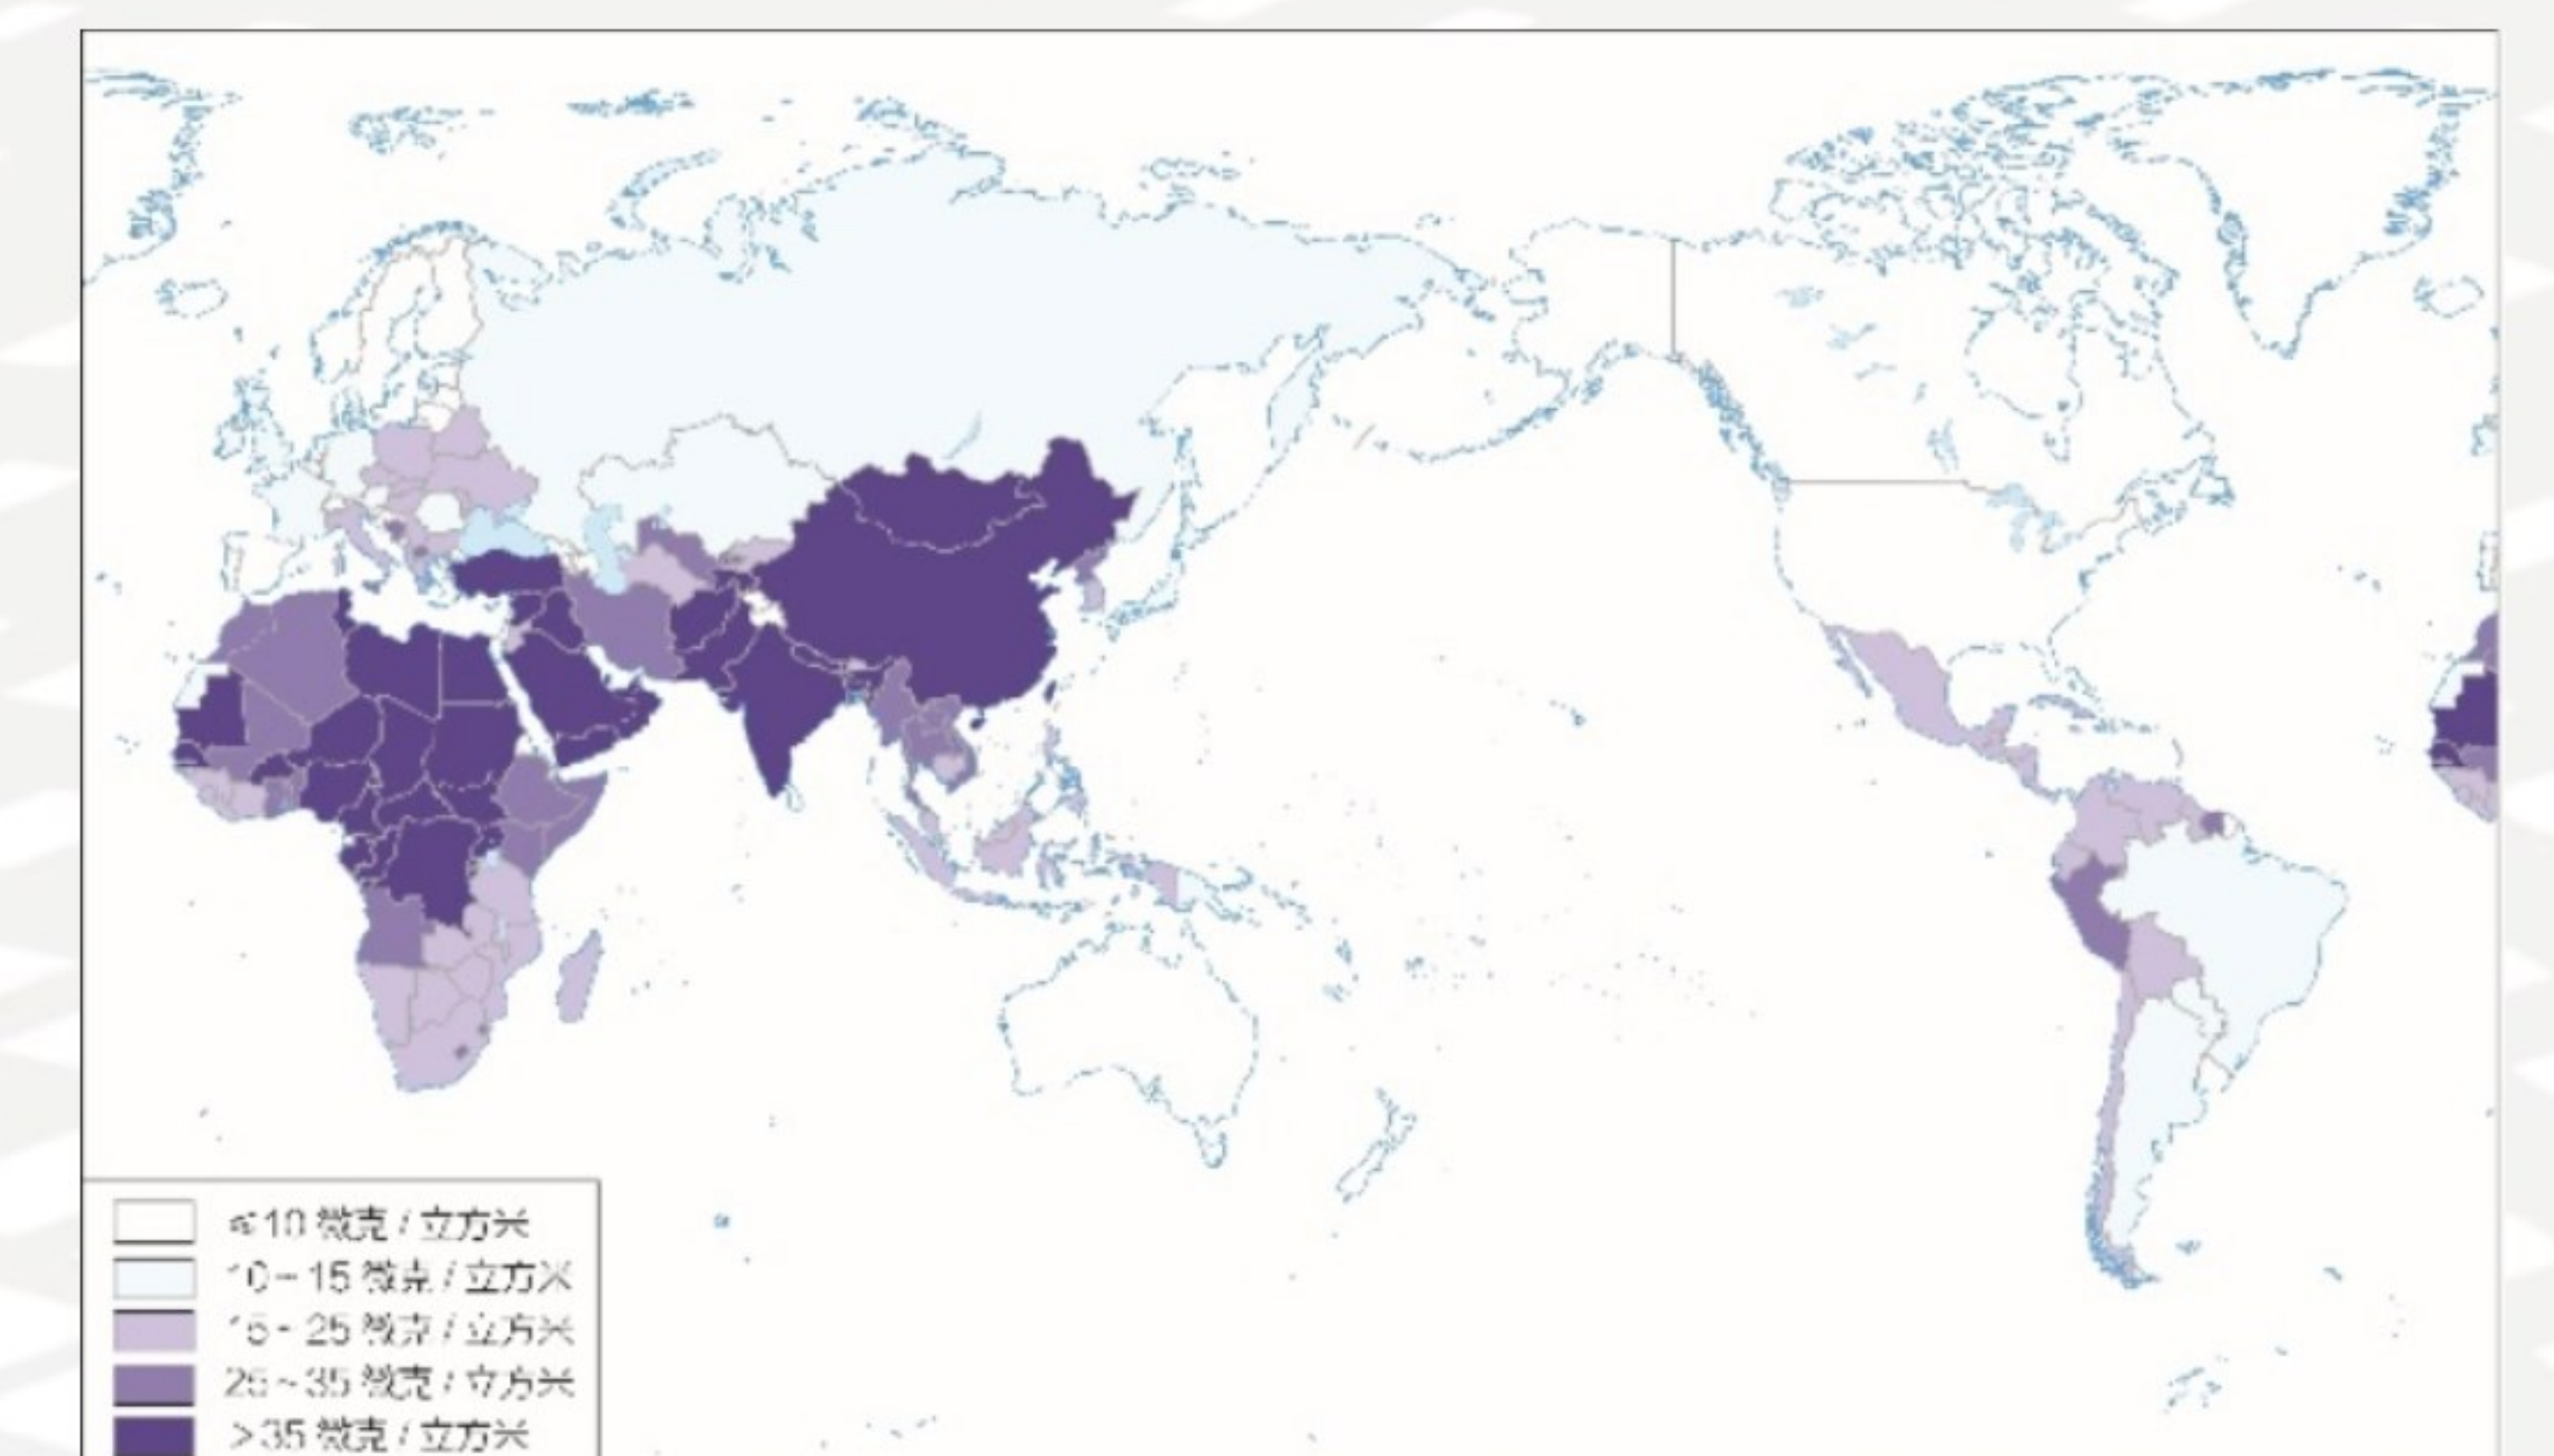 ≤10 微克 / 立方米
10~15 微克 / 立方米
15~25 微克 / 立方米
25~35 微克 / 立方米
>35 微克 / 立方米